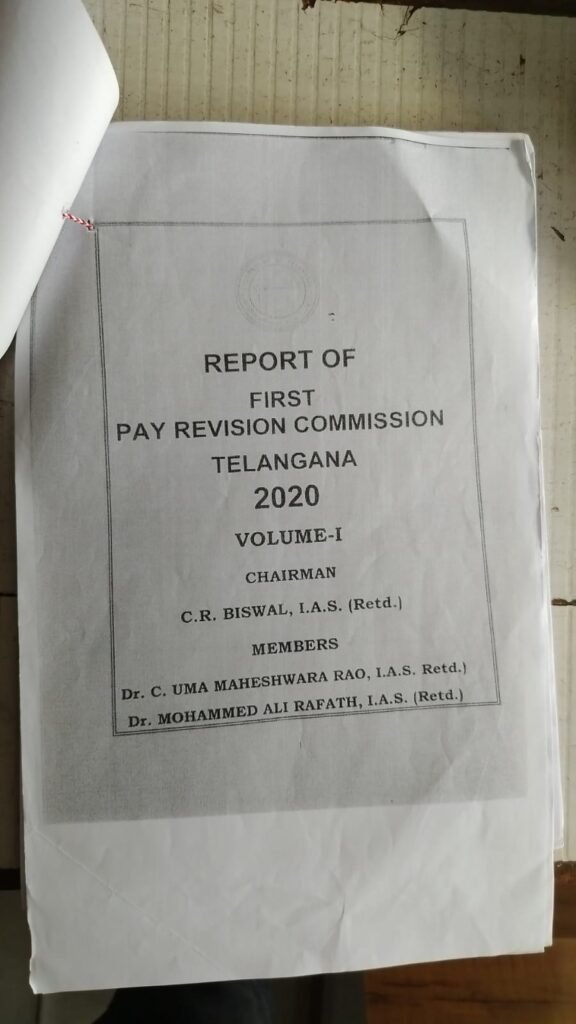 REPORT OF
FIRST
PAY REVISION COMMISSION
TELANGANA
2020
VOLUME-I
CHAIRMAN
C.R. BISWAL, I.A.S. (Retd.)
MEMBERS
Dr. C. UMA MAHESHWARA RAO, I.A.S. Retd.)
Dr. MOHAMMED ALI RAFATH, I.A.S. (Retd.)